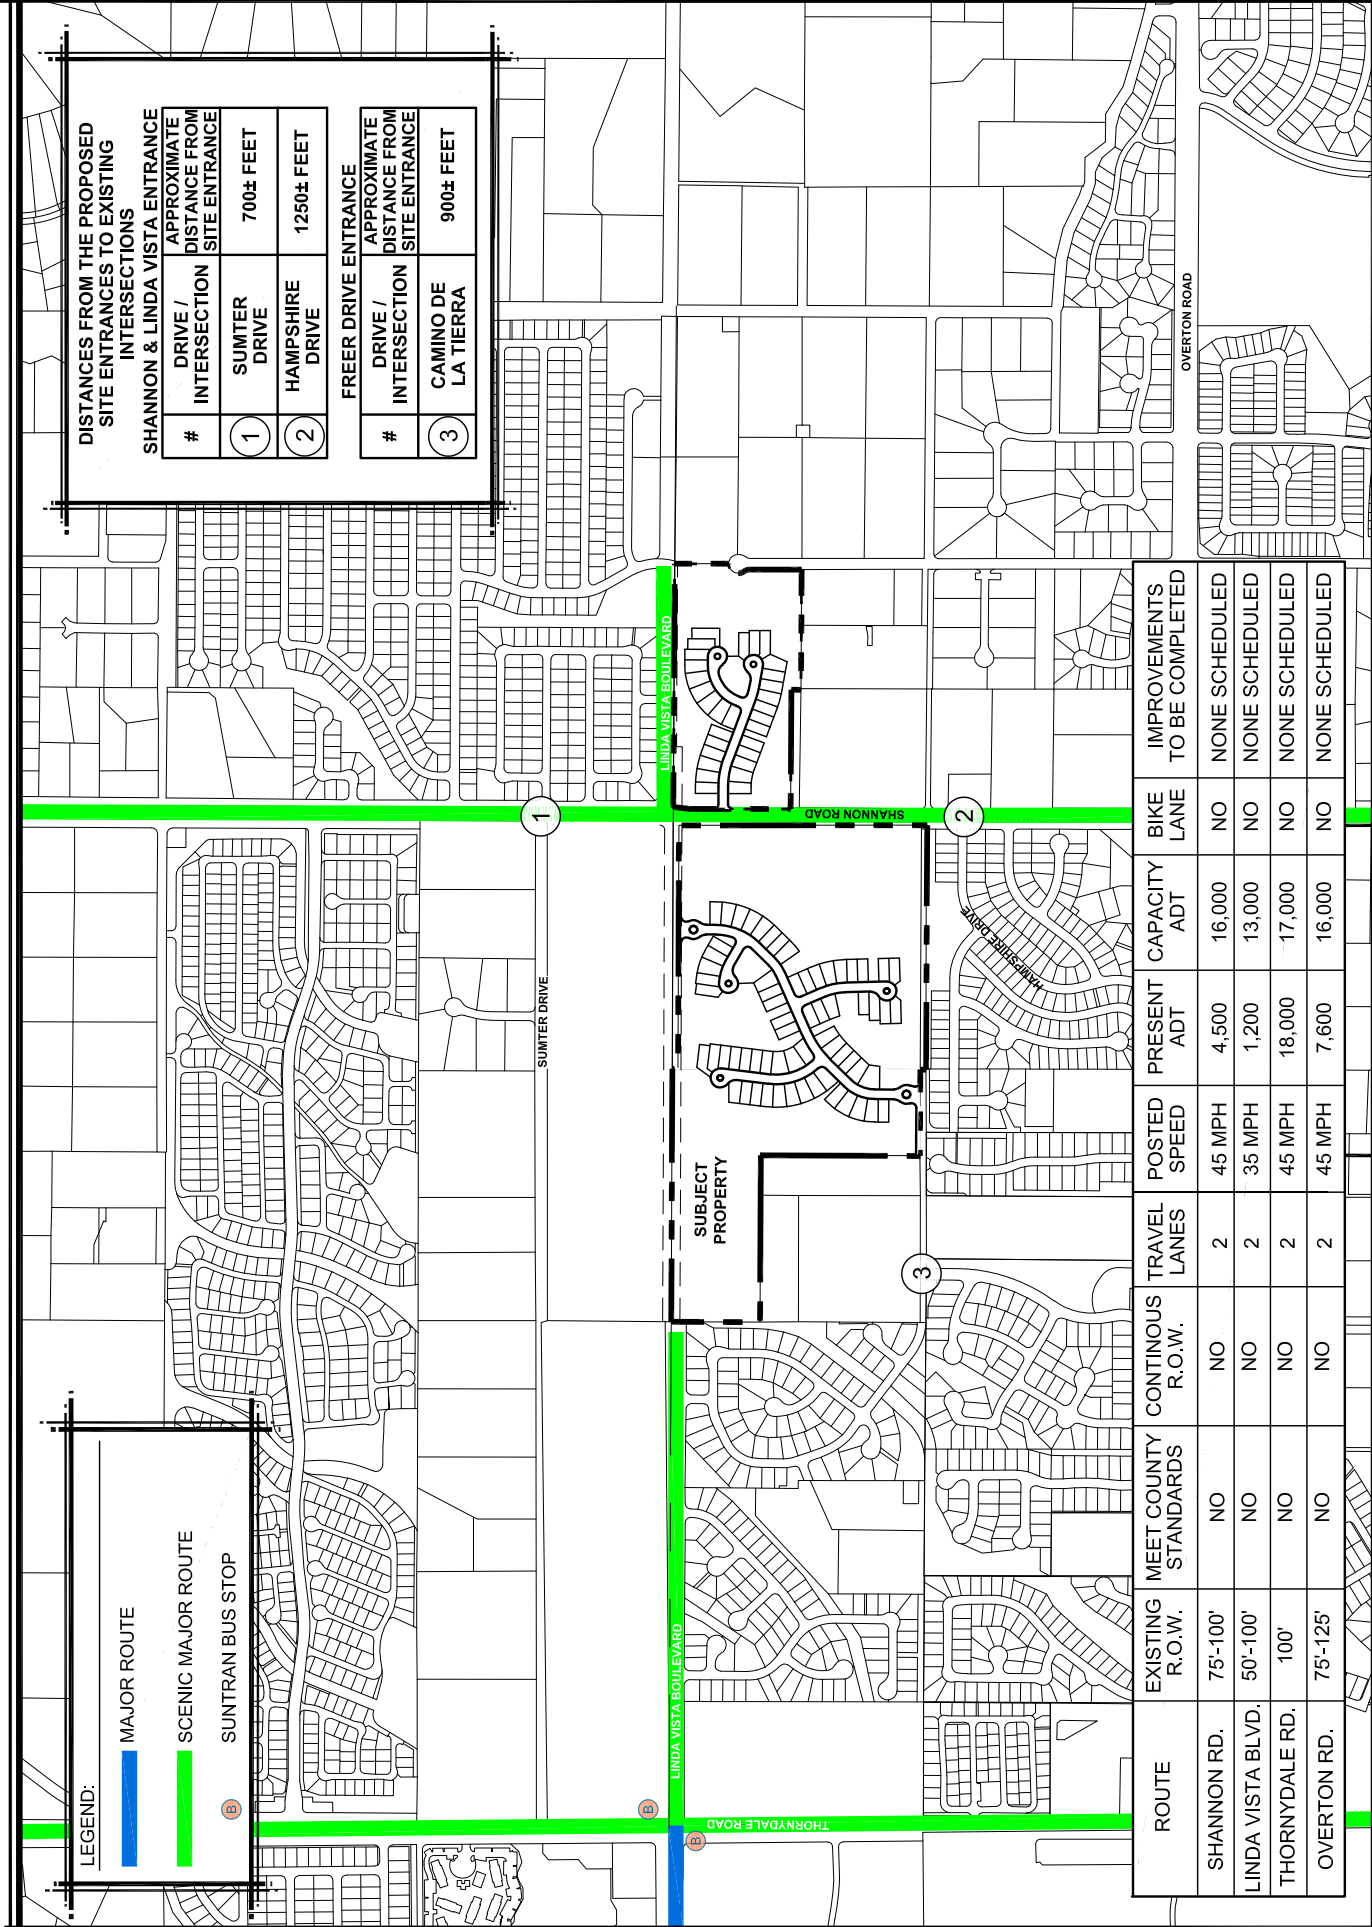 DISTANCES FROM THE PROPOSED
SITE ENTRANCES TO EXISTING
INTERSECTIONS
SHANNON & LINDA VISTA ENTRANCE
# DRIVE / INTERSECTION APPROXIMATE DISTANCE FROM SITE ENTRANCE
1 SUMTER DRIVE 700± FEET
2 HAMPSHIRE DRIVE 1250± FEET
FREER DRIVE ENTRANCE
# DRIVE / INTERSECTION APPROXIMATE DISTANCE FROM SITE ENTRANCE
3 CAMINO DE LA TIERRA 900± FEET
LEGEND:
MAJOR ROUTE
SCENIC MAJOR ROUTE
B SUNTRAN BUS STOP
1
SUMTER DRIVE
LINDA VISTA BOULEVARD
LINDA VISTA BOULEVARD
B
B
THORNYDALE ROAD
SUBJECT
PROPERTY
SHANNON ROAD
2
HAMPSHIRE DRIVE
3
OVERTON ROAD
ROUTE EXISTING R.O.W. MEET COUNTY STANDARDS CONTINOUS R.O.W. TRAVEL LANES POSTED SPEED PRESENT ADT CAPACITY ADT BIKE LANE IMPROVEMENTS TO BE COMPLETED
SHANNON RD. 75'-100' NO NO 2 45 MPH 4,500 16,000 NO NONE SCHEDULED
LINDA VISTA BLVD. 50'-100' NO NO 2 35 MPH 1,200 13,000 NO NONE SCHEDULED
THORNYDALE RD. 100' NO NO 2 45 MPH 18,000 17,000 NO NONE SCHEDULED
OVERTON RD. 75'-125' NO NO 2 45 MPH 7,600 16,000 NO NONE SCHEDULED